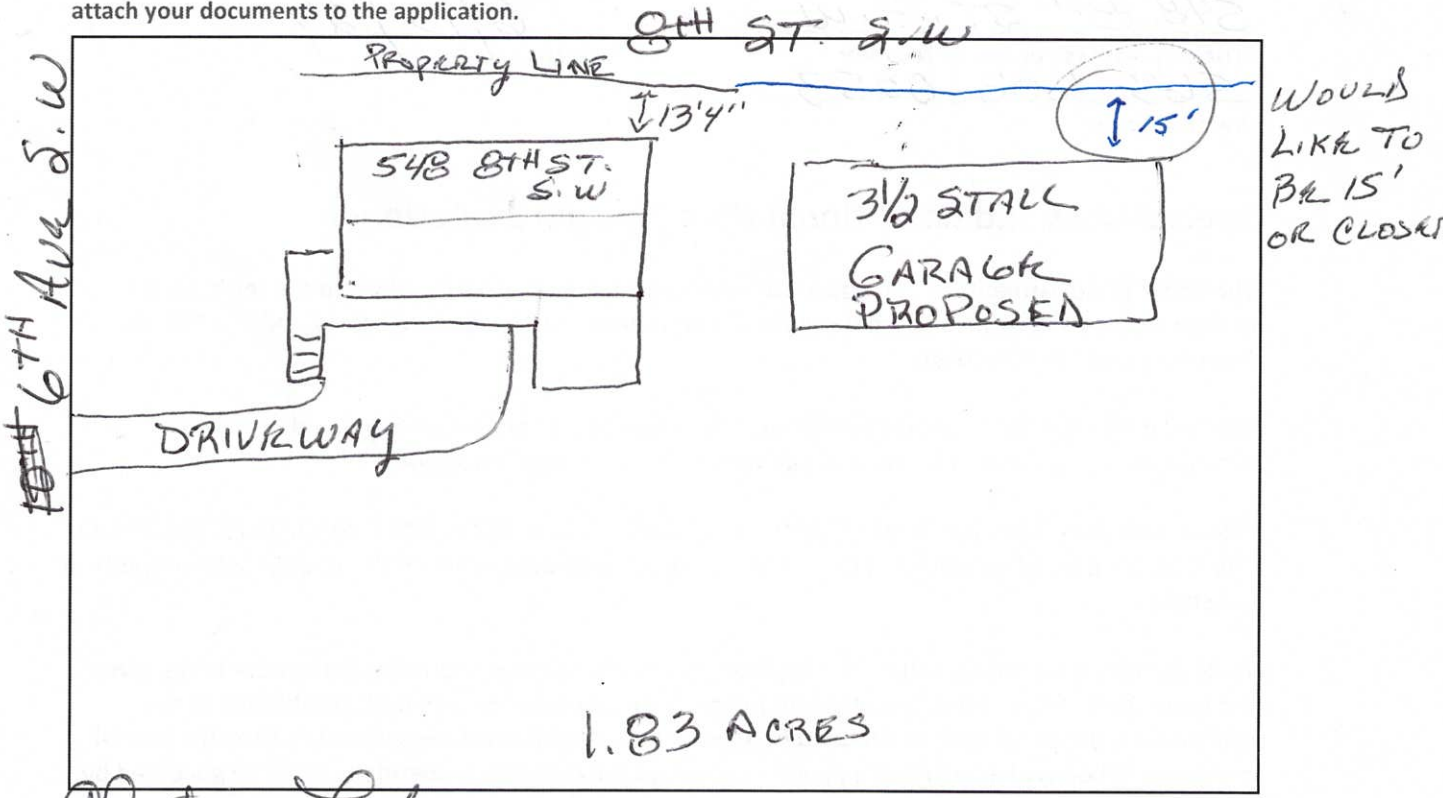 attach your documents to the application.
8TH ST. S.W
PROPERTY LINE
13'4"
15'
WOULD
LIKE TO
BE 15'
OR CLOSER
548 8TH ST.
S.W
3½ STALL
GARAGE
PROPOSED
6TH AVE S.W
DRIVEWAY
1.83 ACRES